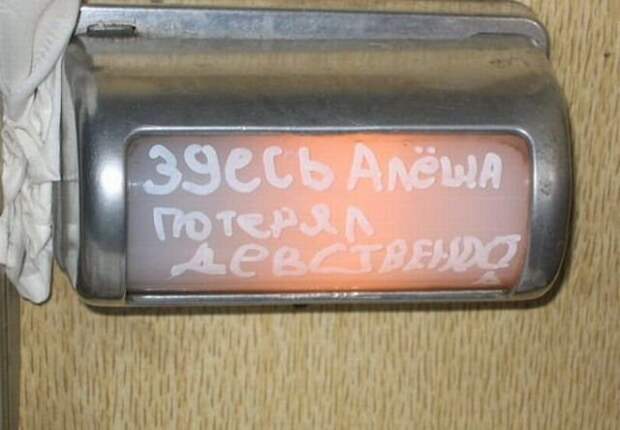 здесь Алёша
потерял
девственно